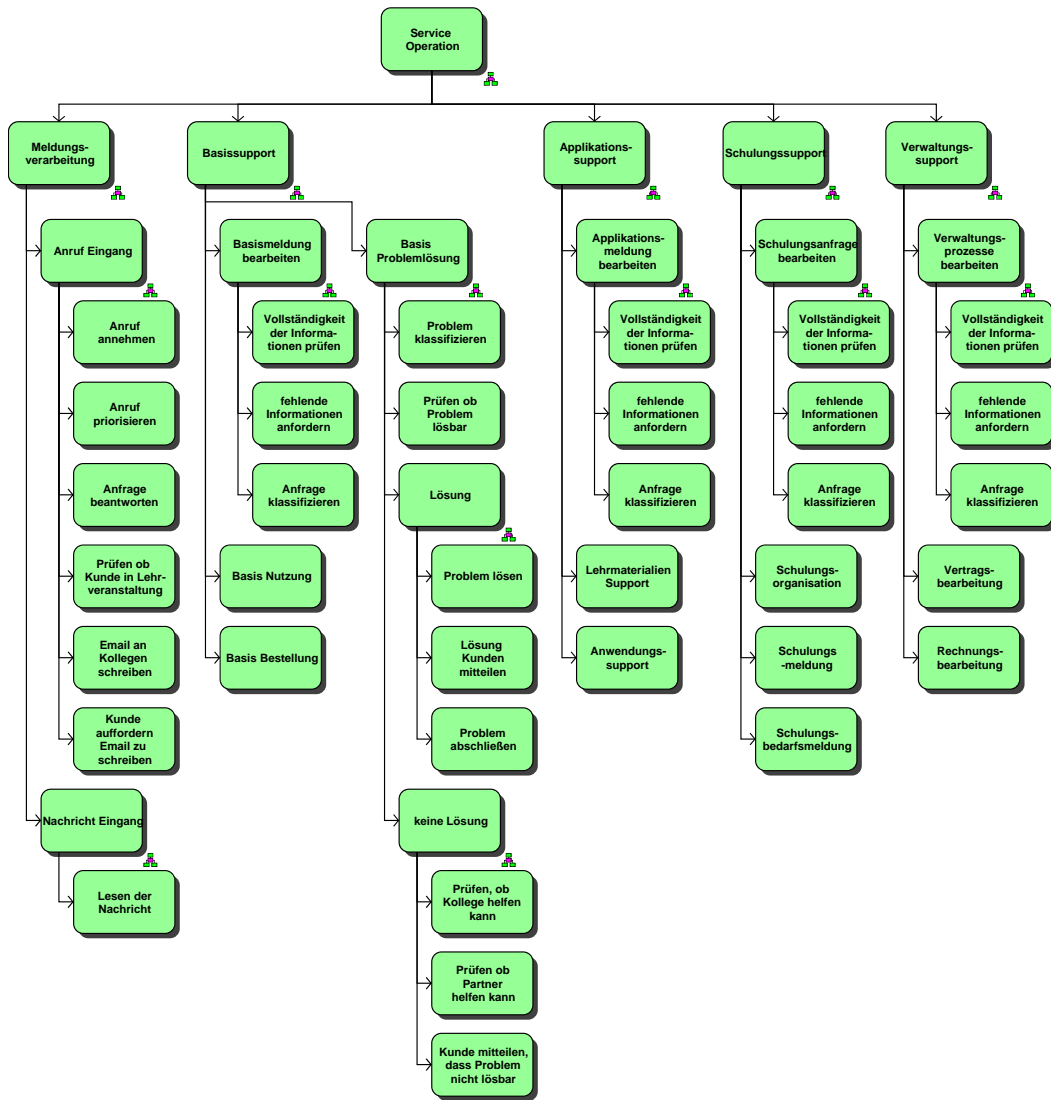 Service
Operation
Meldungs-
verarbeitung
Basissupport
Applikations-
support
Schulungssupport
Verwaltungs-
support
Anruf Eingang
Basismeldung
bearbeiten
Basis
Problemlösung
Applikations-
meldung
bearbeiten
Schulungsanfrage
bearbeiten
Verwaltungs-
prozesse
bearbeiten
Anruf
annehmen
Vollständigkeit
der Informa-
tionen prüfen
Problem
klassifizieren
Vollständigkeit
der Informa-
tionen prüfen
Vollständigkeit
der Informa-
tionen prüfen
Vollständigkeit
der Informa-
tionen prüfen
Anruf
priorisieren
fehlende
Informationen
anfordern
Prüfen ob
Problem
lösbar
fehlende
Informationen
anfordern
fehlende
Informationen
anfordern
fehlende
Informationen
anfordern
Anfrage
beantworten
Anfrage
klassifizieren
Lösung
Anfrage
klassifizieren
Anfrage
klassifizieren
Anfrage
klassifizieren
Prüfen ob
Kunde in Lehr-
veranstaltung
Basis Nutzung
Problem lösen
Lehrmaterialien
Support
Schulungs-
organisation
Vertrags-
bearbeitung
Email an
Kollegen
schreiben
Basis Bestellung
Lösung
Kunden
mitteilen
Anwendungs-
support
Schulungs
-meldung
Rechnungs-
bearbeitung
Kunde
auffordern
Email zu
schreiben
Problem
abschließen
Schulungs-
bedarfsmeldung
Nachricht Eingang
keine Lösung
Lesen der
Nachricht
Prüfen, ob
Kollege helfen
kann
Prüfen ob
Partner
helfen kann
Kunde mitteilen,
dass Problem
nicht lösbar